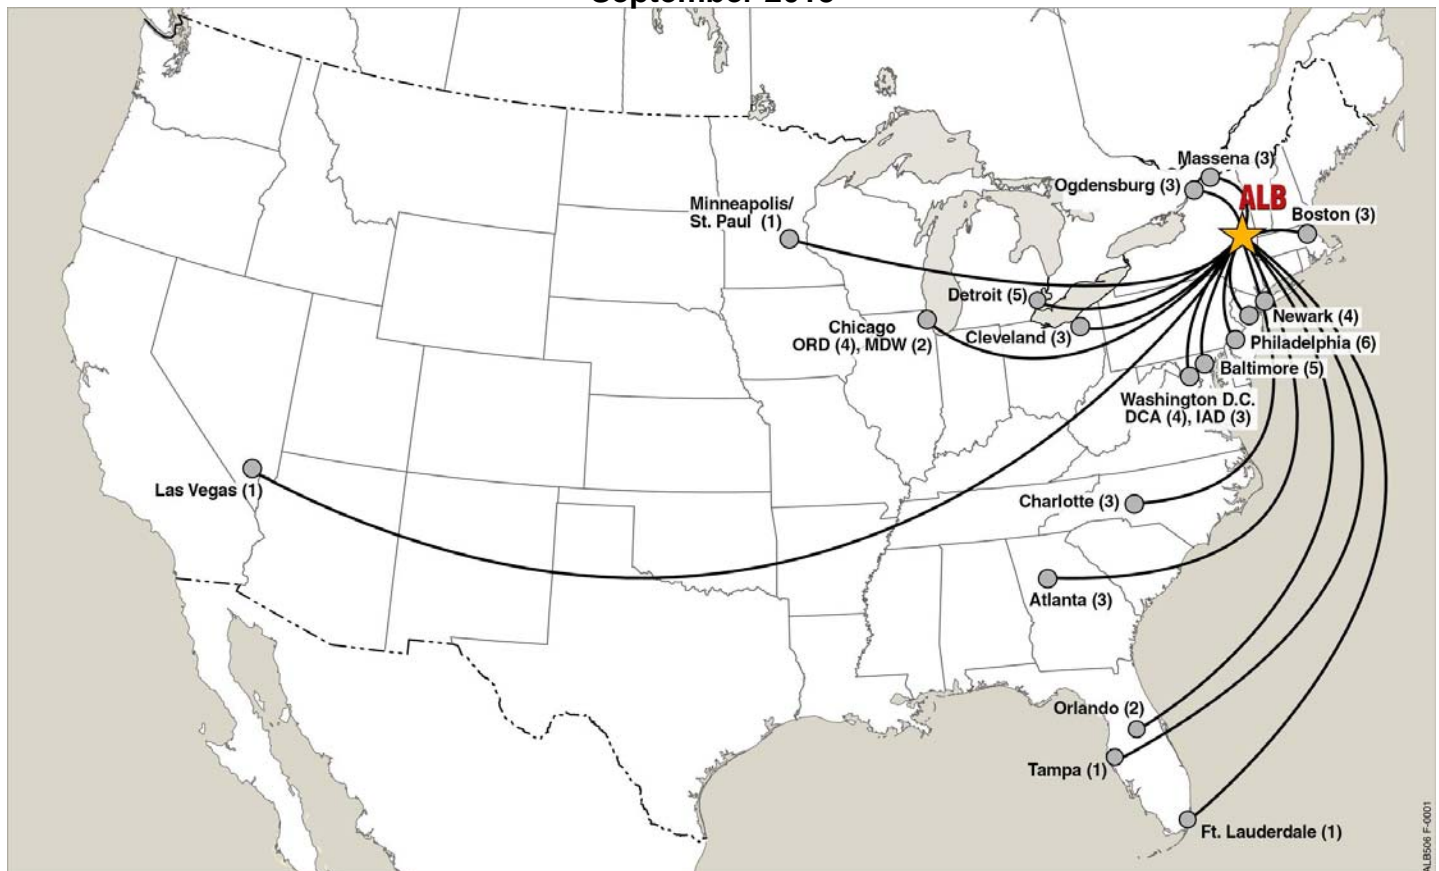 Massena (3)
Ogdensburg (3)
ALB
Minneapolis/
St. Paul (1)
Boston (3)
Detroit (5)
Newark (4)
Chicago
ORD (4), MDW (2)
Cleveland (3)
Philadelphia (6)
Baltimore (5)
Washington D.C.
DCA (4), IAD (3)
Las Vegas (1)
Charlotte (3)
Atlanta (3)
Orlando (2)
Tampa (1)
Ft. Lauderdale (1)
ALB506 F-0001